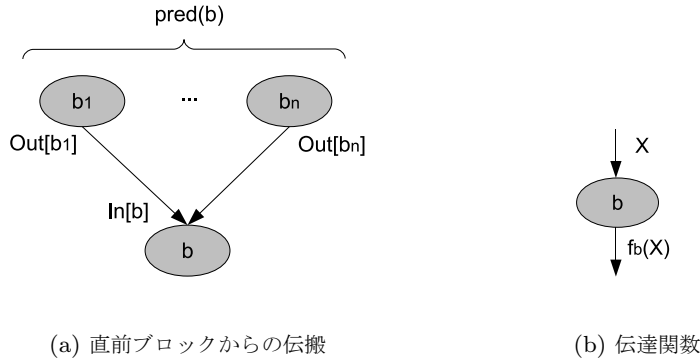 pred(b)
b1 ... bn
Out[b1] Out[bn]
X
In[b]
b
b
fb(X)
(a) 直前ブロックからの伝搬
(b) 伝達関数